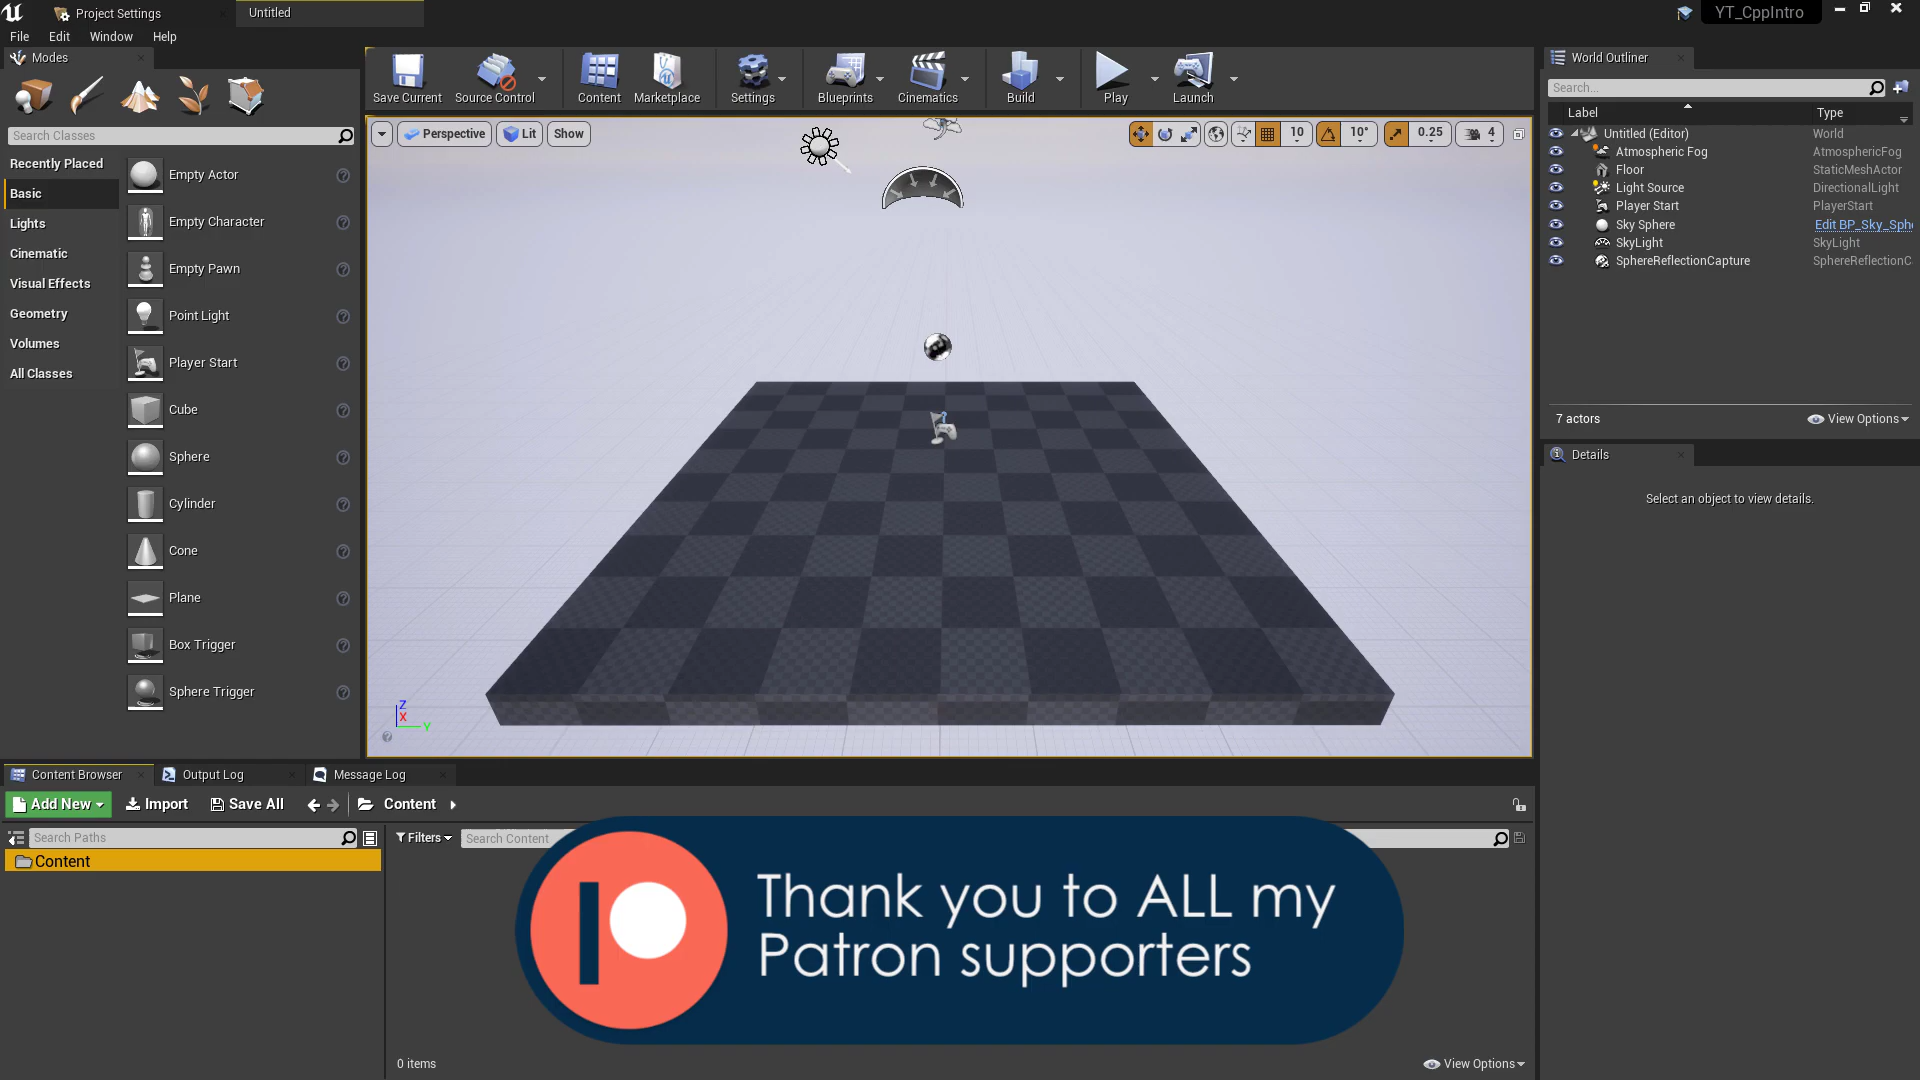 Project Settings
Untitled
YT_CppIntro
File
Edit
Window
Help
Modes
Save Current
Source Control
Content
Marketplace
Settings
Blueprints
Cinematics
Build
Play
Launch
Search Classes
Recently Placed
Basic
Lights
Cinematic
Visual Effects
Geometry
Volumes
All Classes
Empty Actor
Empty Character
Empty Pawn
Point Light
Player Start
Cube
Sphere
Cylinder
Cone
Plane
Box Trigger
Sphere Trigger
Perspective
Lit
Show
10
10°
0.25
4
Z
X
Y
World Outliner
Search...
Label
Type
Untitled (Editor)
World
Atmospheric Fog
AtmosphericFog
Floor
StaticMeshActor
Light Source
DirectionalLight
Player Start
PlayerStart
Sky Sphere
Edit BP_Sky_Sph
SkyLight
SkyLight
SphereReflectionCapture
SphereReflectionC
7 actors
View Options
Details
Select an object to view details.
Content Browser
Output Log
Message Log
Add New
Import
Save All
Content
Search Paths
Filters
Search Content
Content
Thank you to ALL my
Patron supporters
0 items
View Options